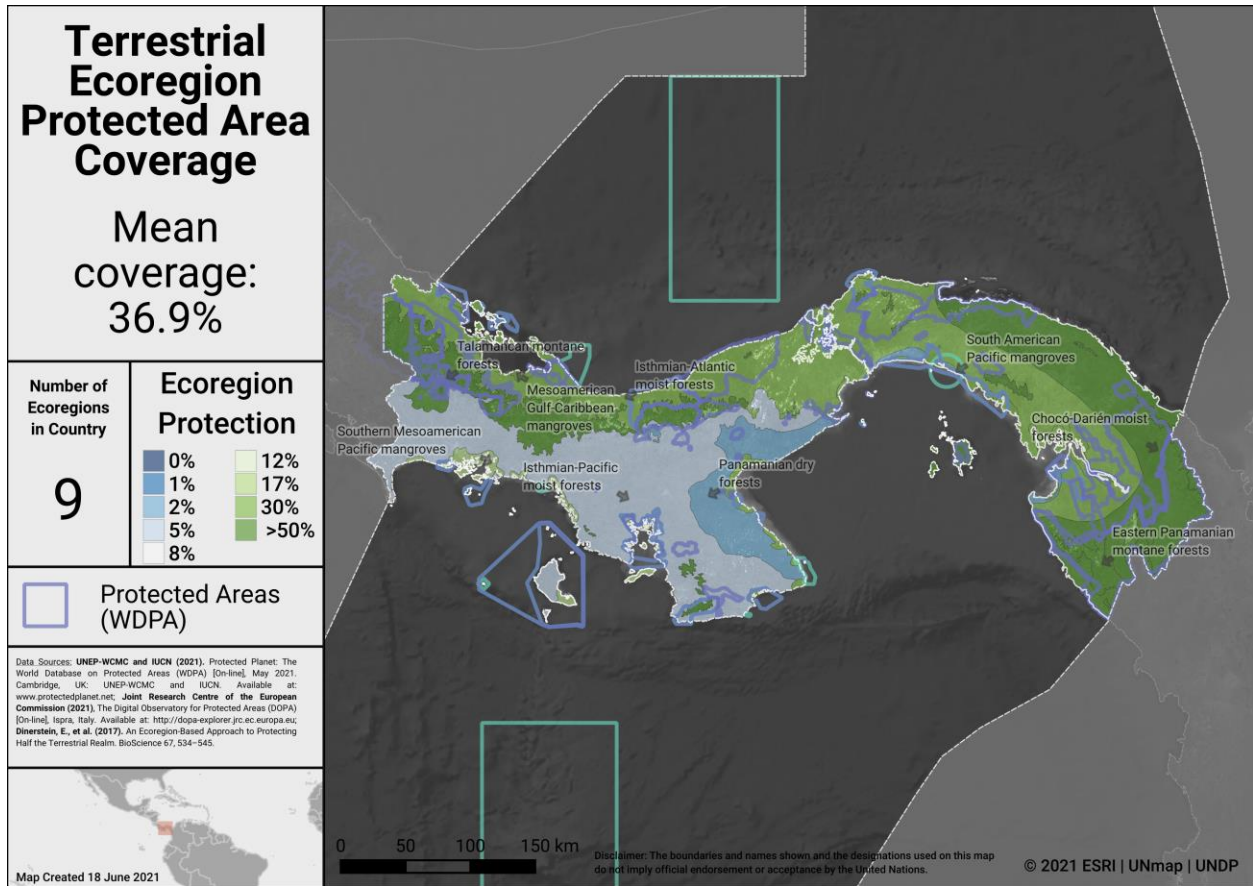 Terrestrial
Ecoregion
Protected Area
Coverage
Mean
coverage:
36.9%
Number of
Ecoregions
in Country
9
Ecoregion
Protection
0%
1%
2%
5%
8%
12%
17%
30%
>50%
Protected Areas
(WDPA)
Data Sources: UNEP-WCMC and IUCN (2021). Protected Planet: The
World Database on Protected Areas (WDPA) [On-line], May 2021.
Cambridge, UK: UNEP-WCMC and IUCN. Available at:
www.protectedplanet.net; Joint Research Centre of the European
Commission (2021), The Digital Observatory for Protected Areas (DOPA)
[On-line], Ispra, Italy. Available at: http://dopa-explorer.jrc.ec.europa.eu;
Dinerstein, E., et al. (2017). An Ecoregion-Based Approach to Protecting
Half the Terrestrial Realm. BioScience 67, 534–545.
Map Created 18 June 2021
Talamancan montane
forests
Isthmian-Atlantic
moist forests
South American
Pacific mangroves
Mesoamerican
Gulf-Caribbean
mangroves
Southern Mesoamerican
Pacific mangroves
Chocó-Darién moist
forests
Isthmian-Pacific
moist forests
Panamanian dry
forests
Eastern Panamanian
montane forests
0 50 100 150 km
Disclaimer: The boundaries and names shown and the designations used on this map
do not imply official endorsement or acceptance by the United Nations.
© 2021 ESRI | UNmap | UNDP